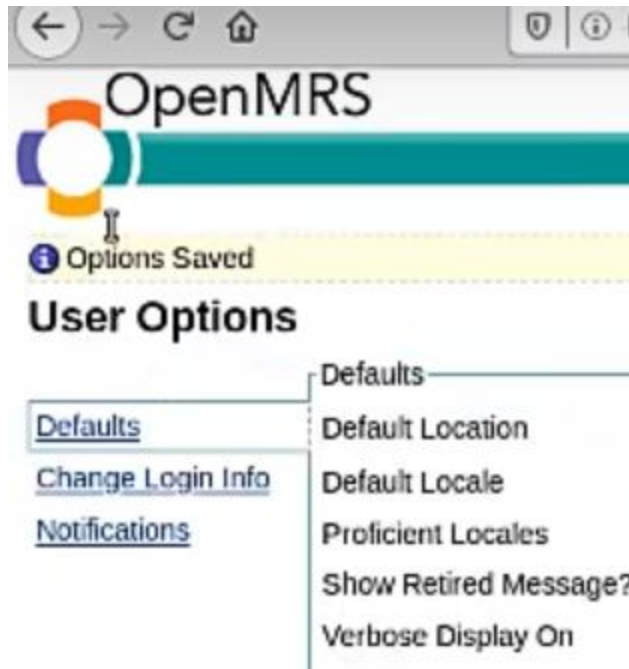 OpenMRS
Options Saved
User Options
Defaults
Defaults
Default Location
Change Login Info
Default Locale
Notifications
Proficient Locales
Show Retired Message?
Verbose Display On